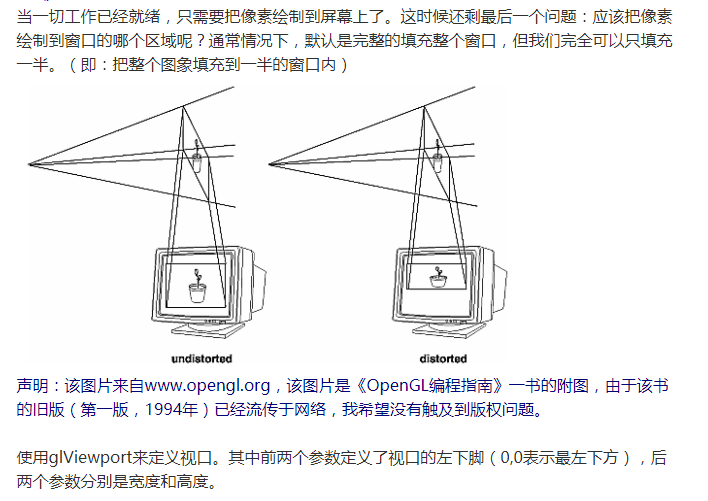 当一切工作已经就绪，只需要把像素绘制到屏幕上了。这时候还剩最后一个问题：应该把像素
绘制到窗口的哪个区域呢？通常情况下，默认是完整的填充整个窗口，但我们完全可以只填充
一半。（即：把整个图象填充到一半的窗口内）
undistorted
distorted
声明：该图片来自www.opengl.org，该图片是《OpenGL编程指南》一书的附图，由于该书
的旧版（第一版，1994年）已经流传于网络，我希望没有触及到版权问题。
使用glViewport来定义视口。其中前两个参数定义了视口的左下脚（0,0表示最左下方），后
两个参数分别是宽度和高度。